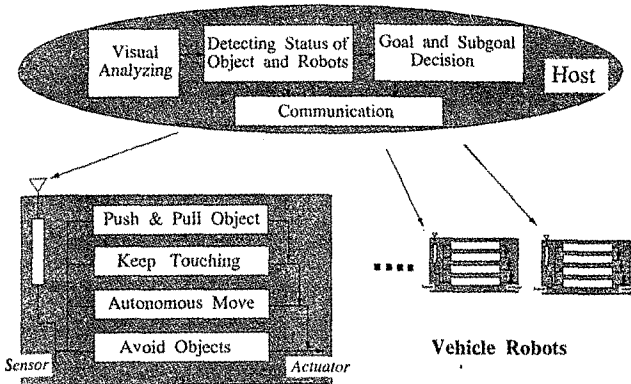 Visual
Analyzing
Detecting Status of
Object and Robots
Goal and Subgoal
Decision
Host
Communication
Push & Pull Object
Keep Touching
Autonomous Move
Avoid Objects
Sensor
Actuator
Vehicle Robots